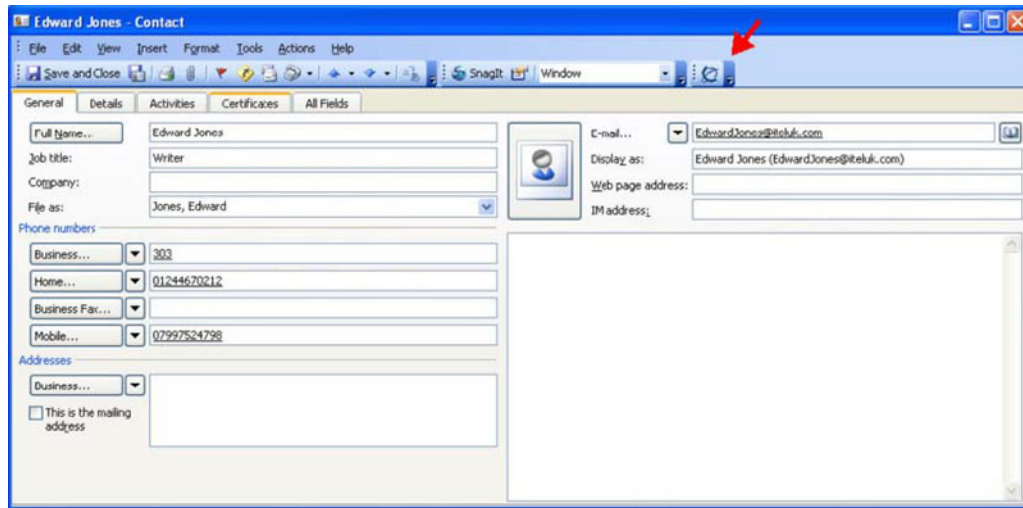 Edward Jones - Contact
File Edit View Insert Format Tools Actions Help
Save and Close SnagIt Window
General Details Activities Certificates All Fields
Full Name... Edward Jones E-mail... EdwardJones@iteluk.com
Job title: Writer Display as: Edward Jones (EdwardJones@iteluk.com)
Company: Web page address:
File as: Jones, Edward IM address:
Phone numbers
Business... 303
Home... 01244670212
Business Fax...
Mobile... 07997524798
Addresses
Business...
This is the mailing
address